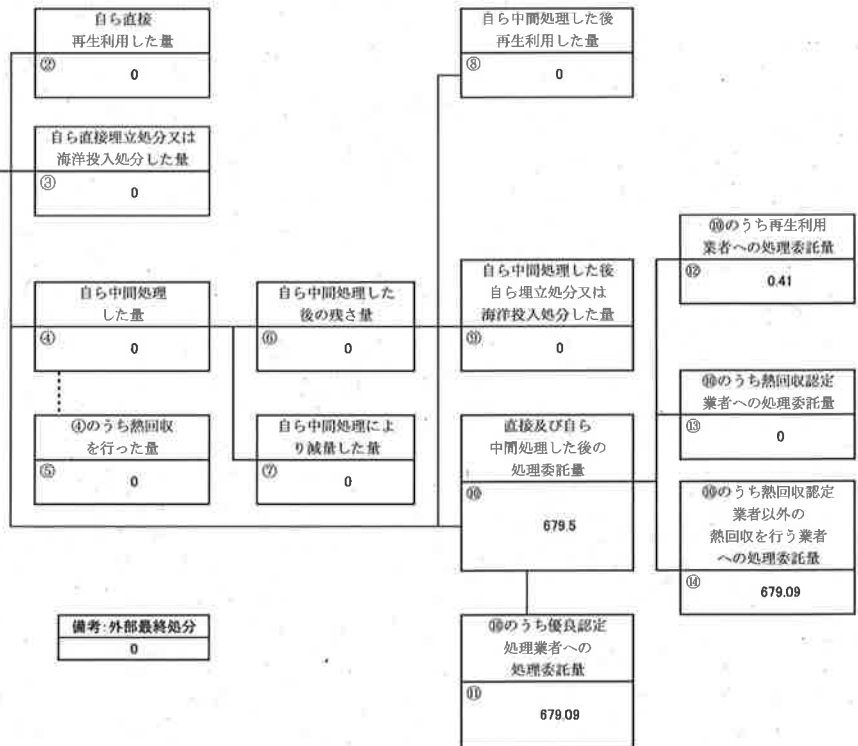 自ら直接
再生利用した量
②
0
自ら中間処理した後
再生利用した量
⑧
0
自ら直接埋立処分又は
海洋投入処分した量
③
0
⑩のうち再生利用
業者への処理委託量
⑫
0.41
自ら中間処理
した量
④
0
自ら中間処理した
後の残さ量
⑥
0
自ら中間処理した後
自ら埋立処分又は
海洋投入処分した量
⑨
0
⑩のうち熱回収認定
業者への処理委託量
⑬
0
④のうち熱回収
を行った量
⑤
0
自ら中間処理によ
り減量した量
⑦
0
直接及び自ら
中間処理した後の
処理委託量
⑩
679.5
⑩のうち熱回収認定
業者以外の
熱回収を行う業者
への処理委託量
⑭
679.09
備考:外部最終処分
0
⑩のうち優良認定
処理業者への
処理委託量
⑪
679.09